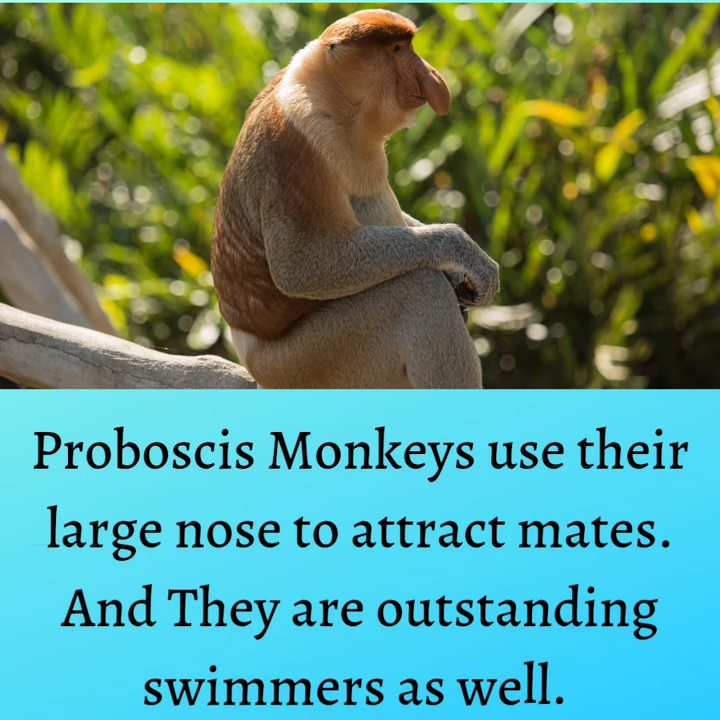 Proboscis Monkeys use their
large nose to attract mates.
And They are outstanding
swimmers as well.